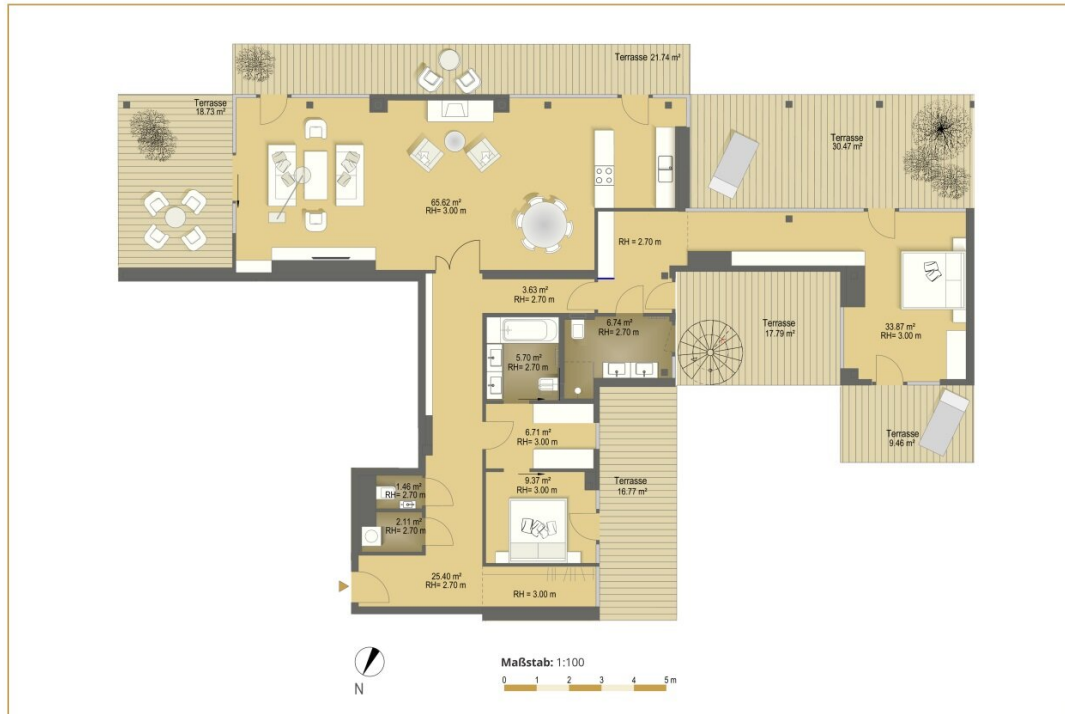 Terrasse 21.74 m²
Terrasse
18.73 m²
Terrasse
30.47 m²
65.62 m²
RH= 3.00 m
RH = 2.70 m
3.63 m²
RH= 2.70 m
6.74 m²
RH= 2.70 m
Terrasse
17.79 m²
33.87 m²
RH= 3.00 m
5.70 m²
RH= 2.70 m
6.71 m²
RH= 3.00 m
Terrasse
9.46 m²
9.37 m²
RH= 3.00 m
Terrasse
16.77 m²
1.46 m²
RH= 2.70 m
2.11 m²
RH= 2.70 m
25.40 m²
RH= 2.70 m
RH = 3.00 m
N
Maßstab: 1:100
0 1 2 3 4 5 m